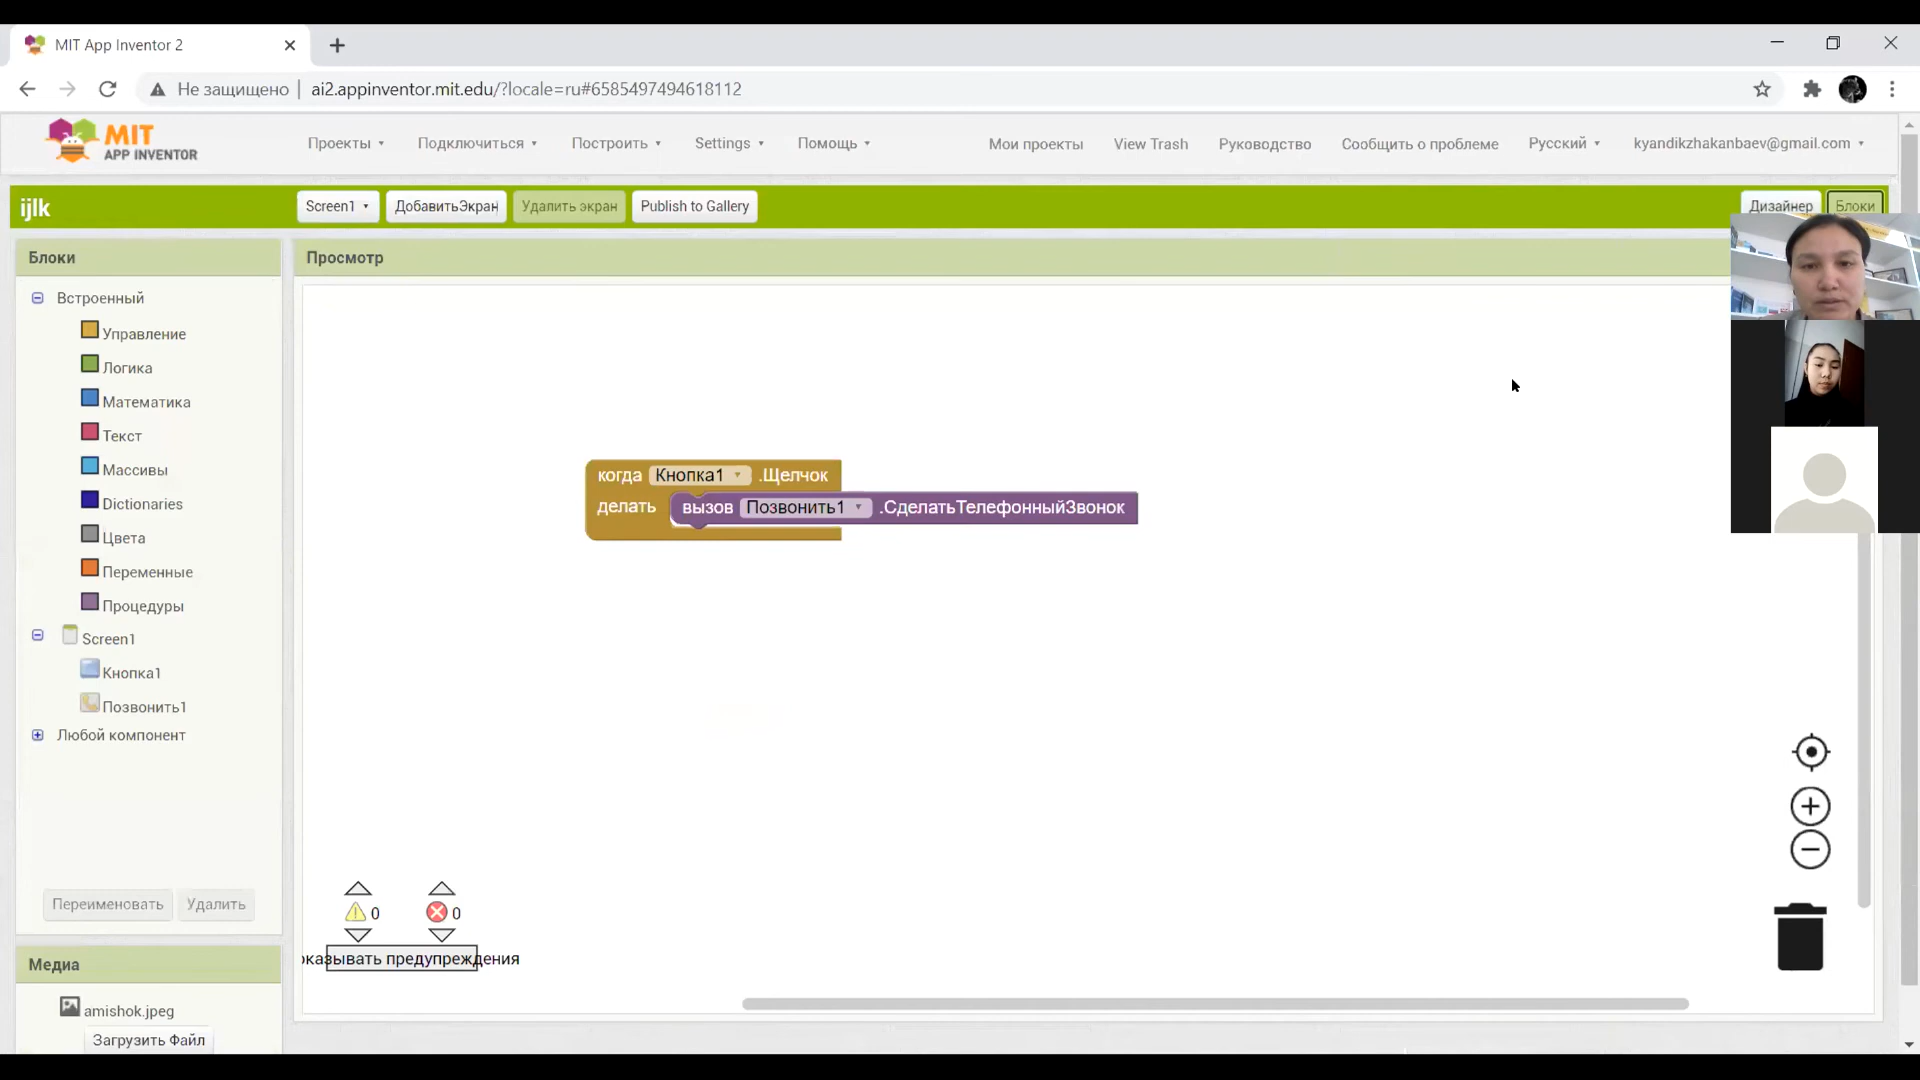 MIT App Inventor 2
Не защищено
ai2.appinventor.mit.edu/?locale=ru#6585497494618112
MIT
APP INVENTOR
Проекты
Подключиться
Построить
Settings
Помощь
Мои проекты
View Trash
Руководство
Сообщить о проблеме
Русский
kyandikzhakanbaev@gmail.com
ijlk
Screen1
ДобавитьЭкран
Удалить экран
Publish to Gallery
Дизайнер
Блоки
Блоки
Просмотр
Встроенный
Управление
Логика
Математика
Текст
Массивы
Dictionaries
Цвета
Переменные
Процедуры
Screen1
Кнопка1
Позвонить1
Любой компонент
Переименовать
Удалить
Медиа
amishok.jpeg
Загрузить Файл
когда Кнопка1 .Щелчок
делать вызов Позвонить1 .СделатьТелефонныйЗвонок
0
0
оказывать предупреждения